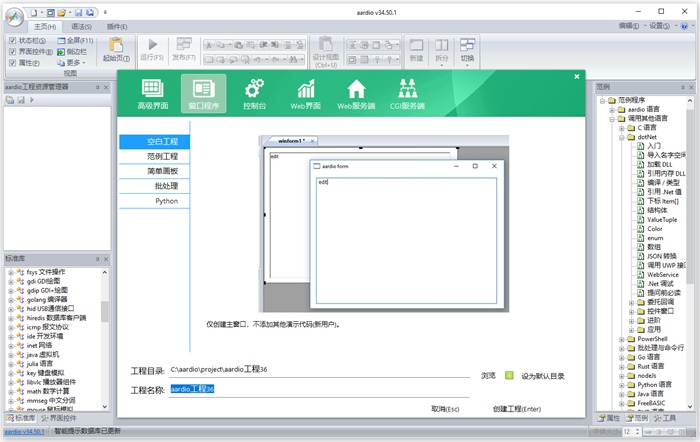 aardio v34.50.1
主页(H) 语法(S) 插件(E)
编辑 设置(S)
状态栏(S) 全屏(F11)
界面控件(B) 侧边栏
属性(P) 更多
视图
起始页(I)
运行(F5) 发布(F7)
设计视图
(Ctrl+U)
新建 拆分 切换
aardio工程资源管理器
标准库
fsys 文件操作
gdi GDI绘图
gdip GDI+绘图
golang 编译器
hid USB通信接口
hiredis 数据库客户端
icmp 报文协议
ide 开发环境
inet 网络
java 虚拟机
julia 语言
key 键盘模拟
libvlc 播放器组件
math 数学计算
mmseg 中文分词
mouse 鼠标模拟
标准库 界面控件
高级界面 窗口程序 控制台 Web界面 Web服务端 CGI服务端
空白工程
范例工程
简单画板
批处理
Python
winform1 *
edit
aardio form
edit
仅创建主窗口，不添加其他演示代码(新用户)。
工程目录: C:\aardio\project\aardio工程36
浏览 设为默认目录
工程名称: aardio工程36
取消(Esc) 创建工程(Enter)
范例
范例程序
aardio 语言
调用其他语言
C 语言
dotNet
入门
导入名字空间
加载 DLL
引用内存 DLL
编译 / 类型
引用 .Net 值
下标 Item[]
结构体
ValueTuple
Color
enum
数组
JSON 转换
调用 UWP 接
WebService
.Net 调试
提问前必读
委托回调
控件窗口
进阶
应用
PowerShell
批处理与命令行
Go 语言
Rust 语言
nodeJs
Python 语言
Java 语言
FreeBASIC
属性 范例 工具
aardio v34.50.1 智能提示数据库已更新
12